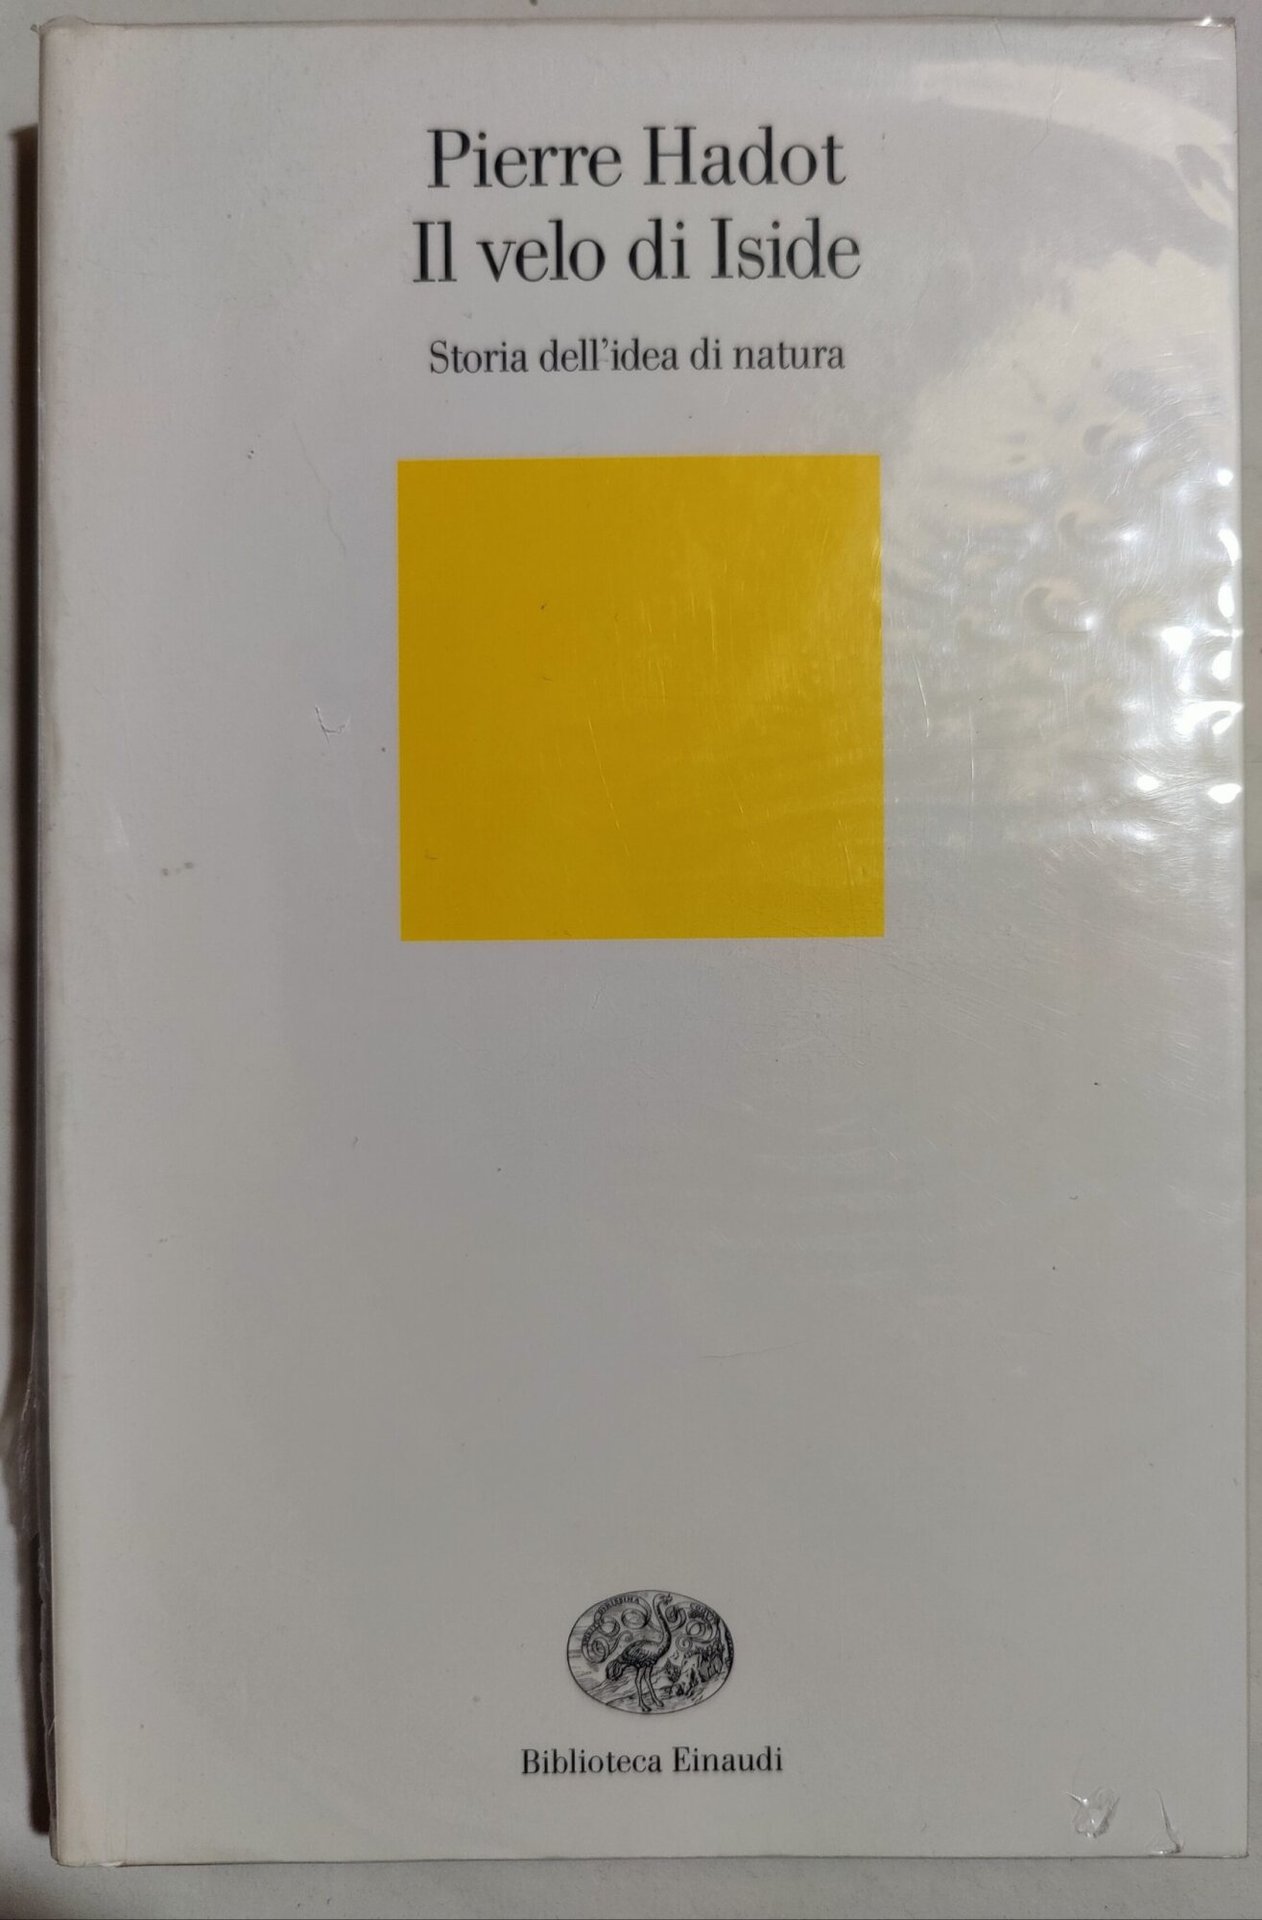 Pierre Hadot
Il velo di Iside
Storia dell'idea di natura
Biblioteca Einaudi